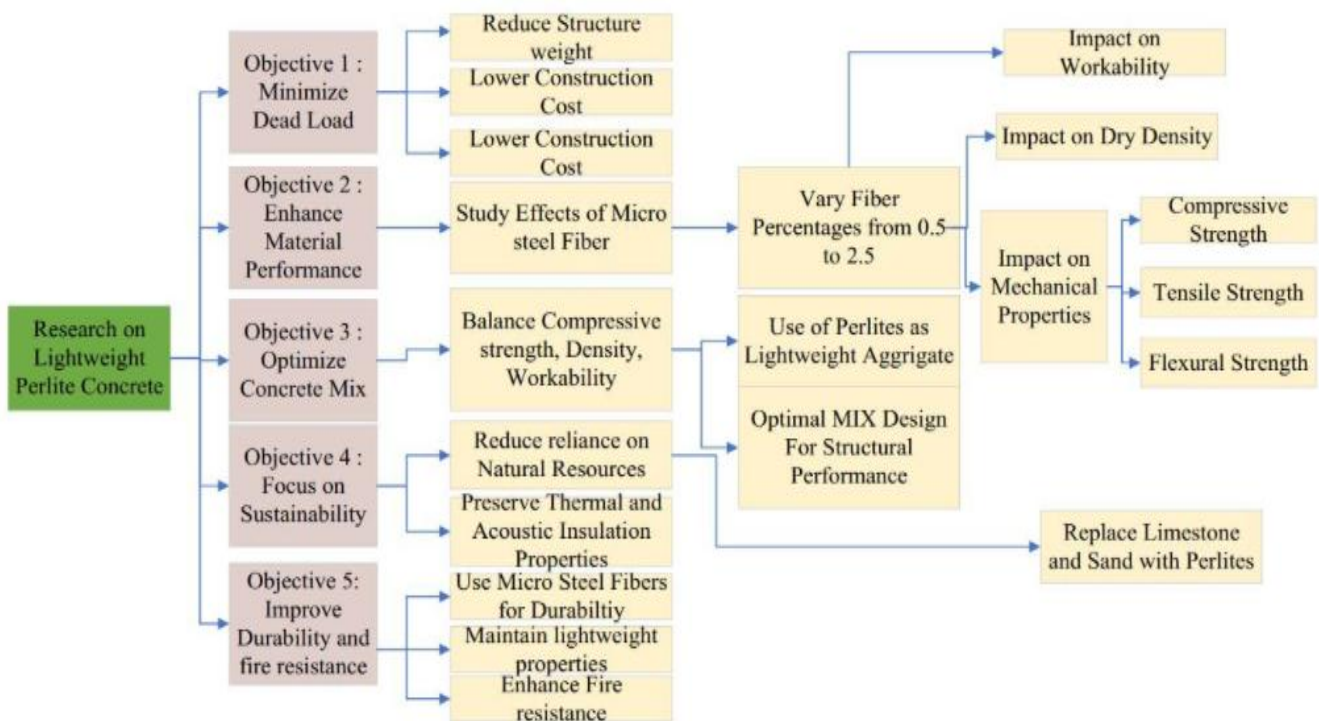 Research on
Lightweight
Perlite Concrete
Objective 1 :
Minimize
Dead Load
Reduce Structure
weight
Lower Construction
Cost
Lower Construction
Cost
Objective 2 :
Enhance
Material
Performance
Study Effects of Micro
steel Fiber
Vary Fiber
Percentages from 0.5
to 2.5
Impact on
Workability
Impact on Dry Density
Impact on
Mechanical
Properties
Compressive
Strength
Tensile Strength
Flexural Strength
Objective 3 :
Optimize
Concrete Mix
Balance Compressive
strength, Density,
Workability
Use of Perlites as
Lightweight Aggrigate
Optimal MIX Design
For Structural
Performance
Objective 4 :
Focus on
Sustainability
Reduce reliance on
Natural Resources
Preserve Thermal and
Acoustic Insulation
Properties
Replace Limestone
and Sand with Perlites
Objective 5:
Improve
Durability and
fire resistance
Use Micro Steel Fibers
for Durabiltiy
Maintain lightweight
properties
Enhance Fire
resistance